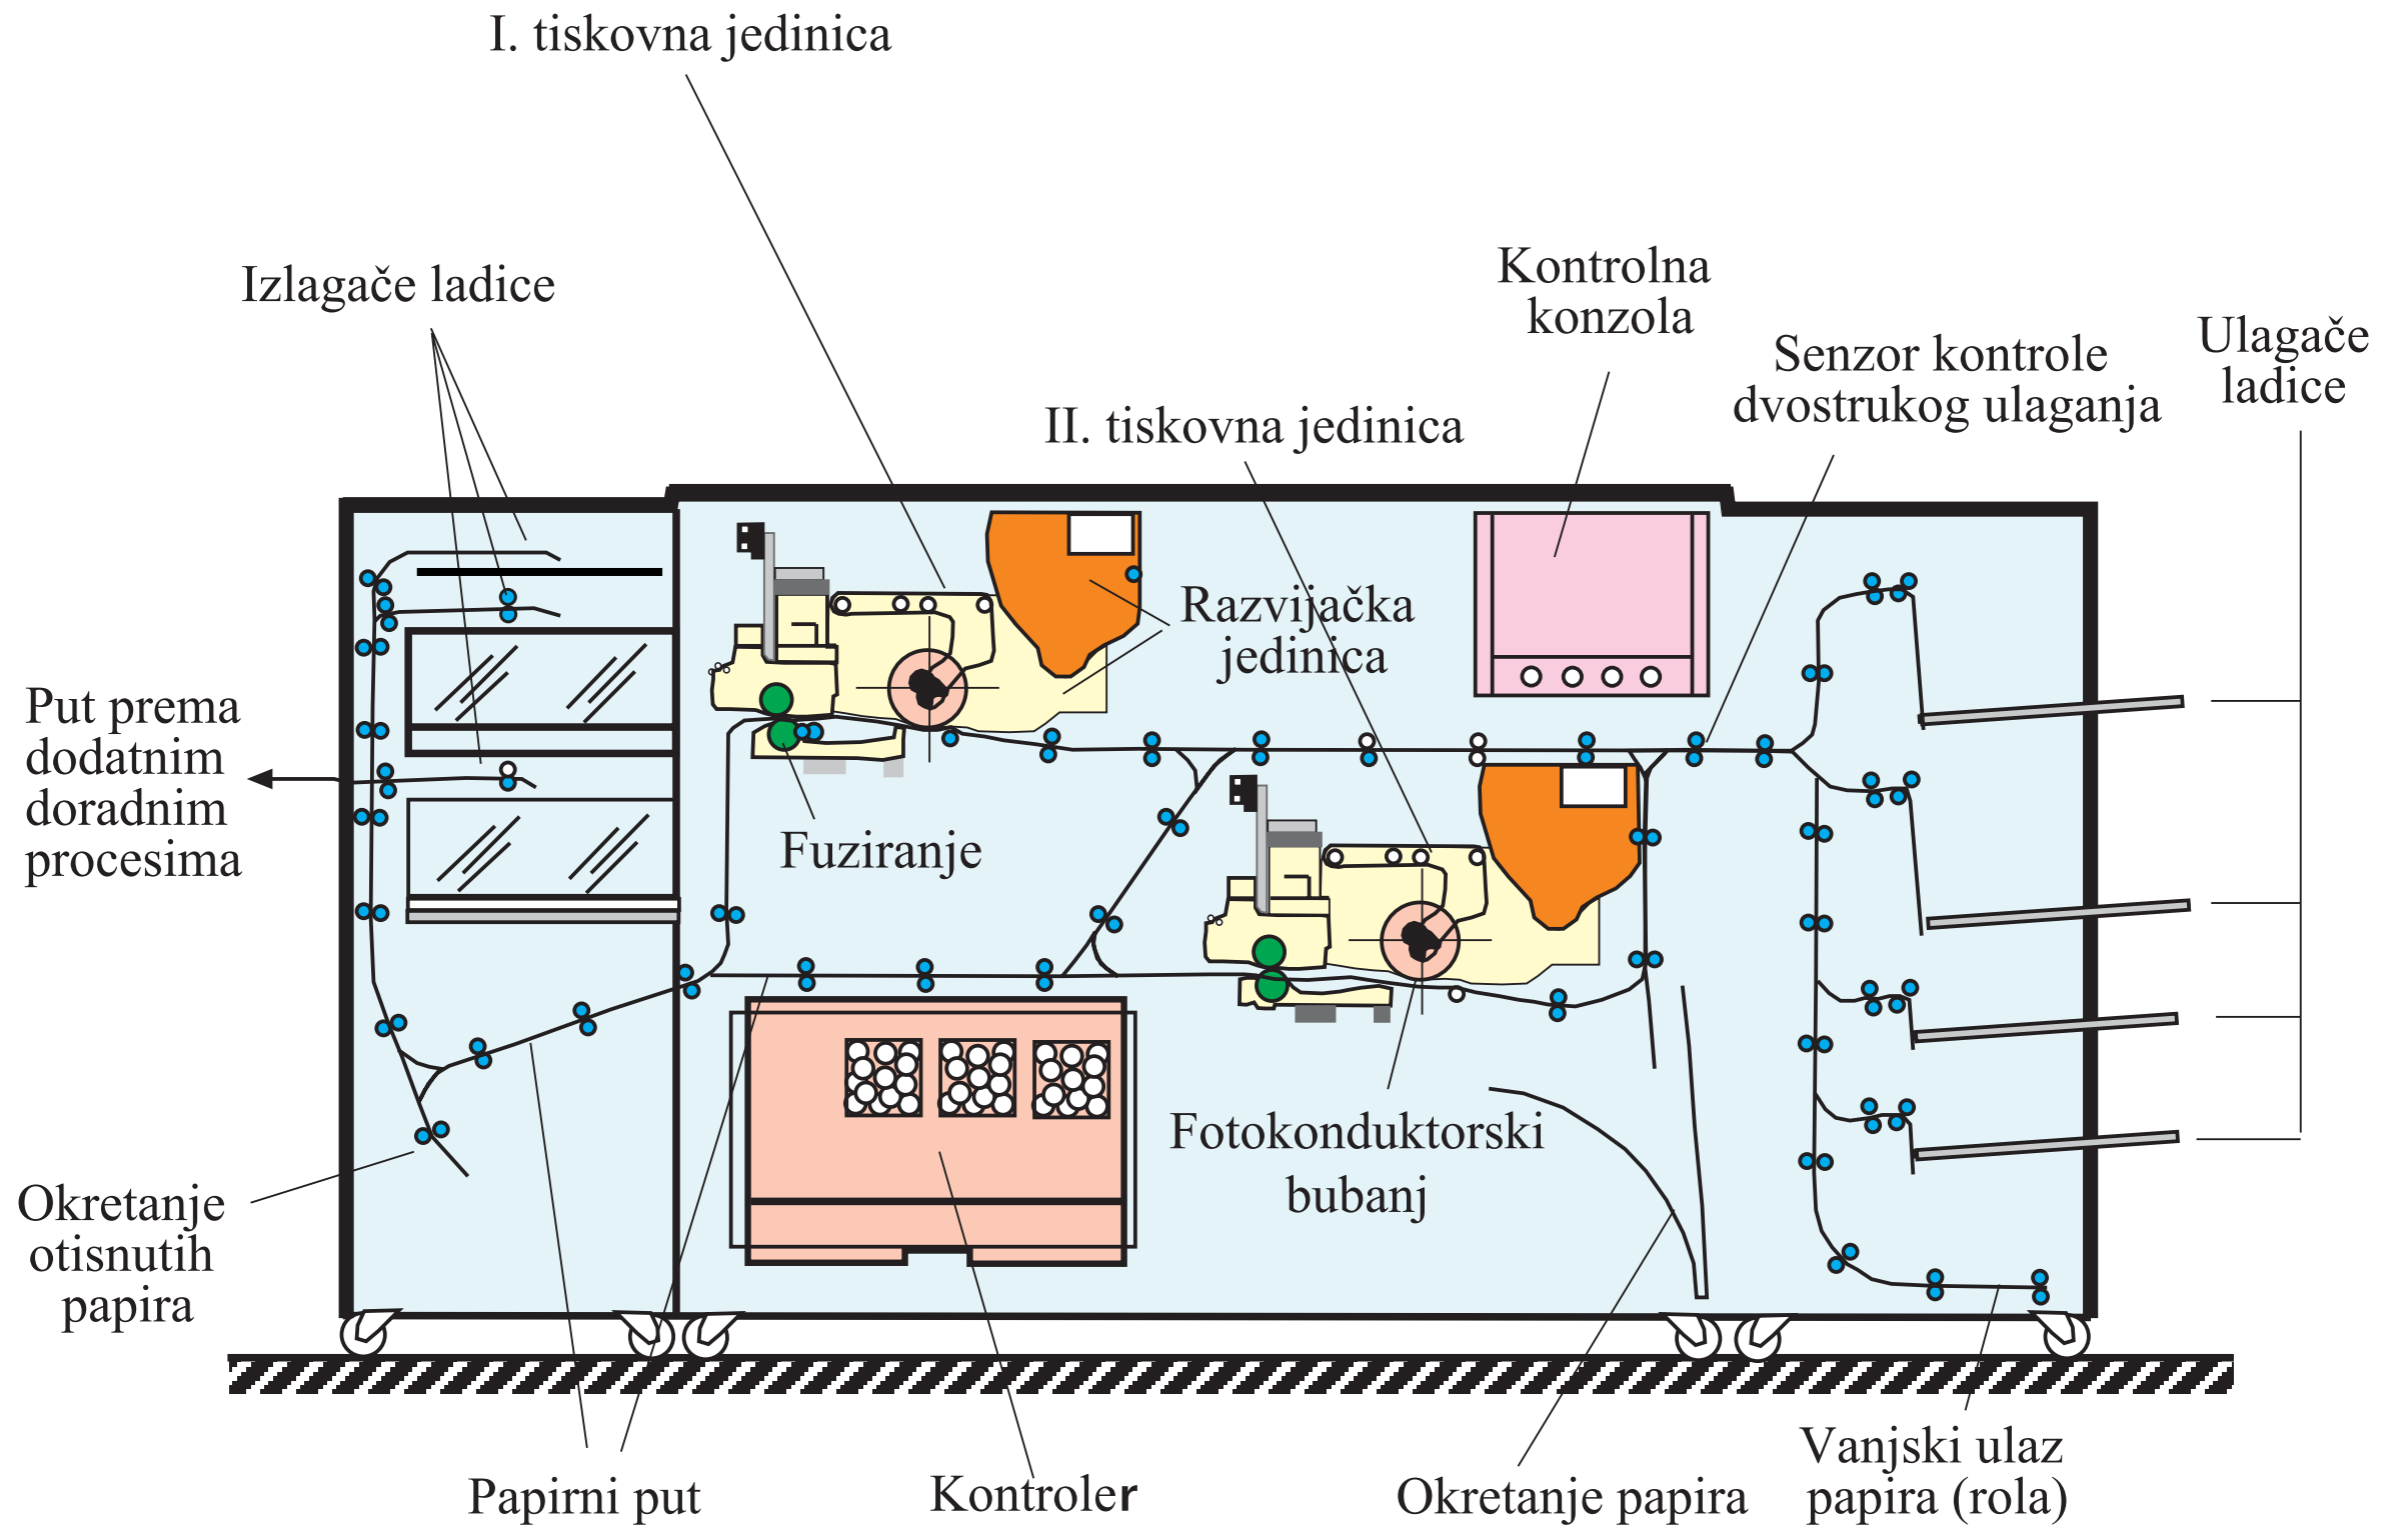 I. tiskovna jedinica
Izlagače ladice
Kontrolna
konzola
Senzor kontrole
dvostrukog ulaganja
Ulagače
ladice
II. tiskovna jedinica
Razvijačka
jedinica
Put prema
dodatnim
doradnim
procesima
Fuziranje
Fotokonduktorski
bubanj
Okretanje
otisnutih
papira
Papirni put
Kontroler
Okretanje papira
Vanjski ulaz
papira (rola)